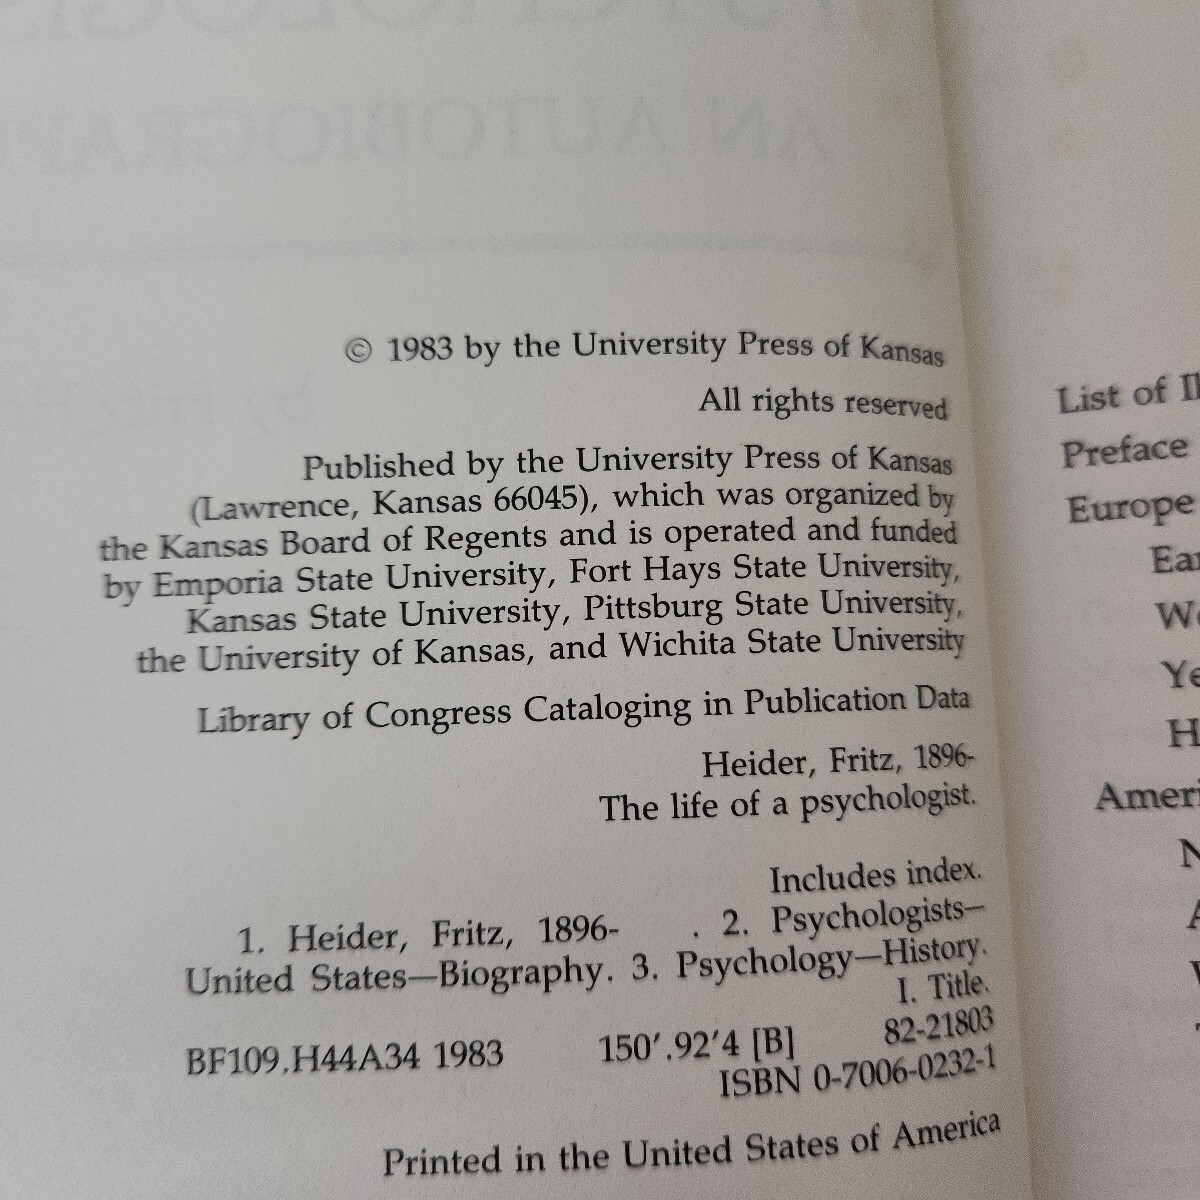 © 1983 by the University Press of Kansas
All rights reserved
Published by the University Press of Kansas
(Lawrence, Kansas 66045), which was organized by
the Kansas Board of Regents and is operated and funded
by Emporia State University, Fort Hays State University,
Kansas State University, Pittsburg State University,
the University of Kansas, and Wichita State University
Library of Congress Cataloging in Publication Data
Heider, Fritz, 1896-
The life of a psychologist.
Includes index.
1. Heider, Fritz, 1896- . 2. Psychologists—
United States—Biography. 3. Psychology—History.
I. Title.
BF109.H44A34 1983 150'.92'4 [B] 82-21803
ISBN 0-7006-0232-1
Printed in the United States of America
List of
Preface
Europe